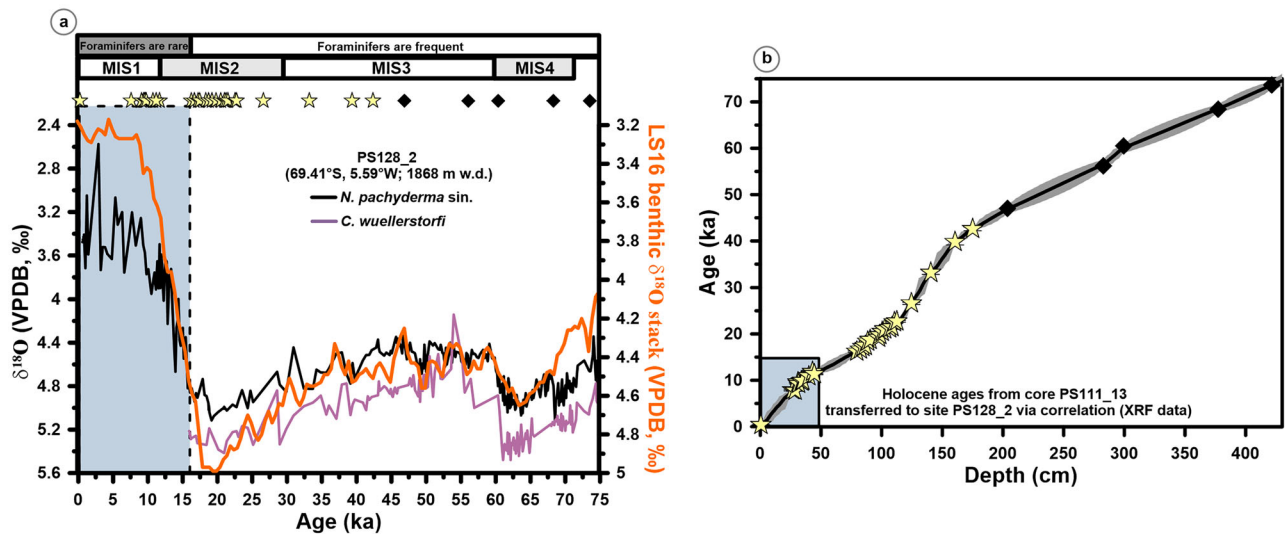 a
Foraminifers are rare
Foraminifers are frequent
MIS1
MIS2
MIS3
MIS4
2.4
2.8
3.2
3.6
4
4.4
4.8
5.2
5.6
δ¹⁸O (VPDB, ‰)
PS128_2
(69.41°S, 5.59°W; 1868 m w.d.)
N. pachyderma sin.
C. wuellerstorfi
3.2
3.4
3.6
3.8
4
4.2
4.4
4.6
4.8
5
LS16 benthic δ¹⁸O stack (VPDB, ‰)
0 5 10 15 20 25 30 35 40 45 50 55 60 65 70 75
Age (ka)
b
70
60
50
40
30
20
10
0
Age (ka)
Holocene ages from core PS111_13
transferred to site PS128_2 via correlation (XRF data)
0 50 100 150 200 250 300 350 400
Depth (cm)